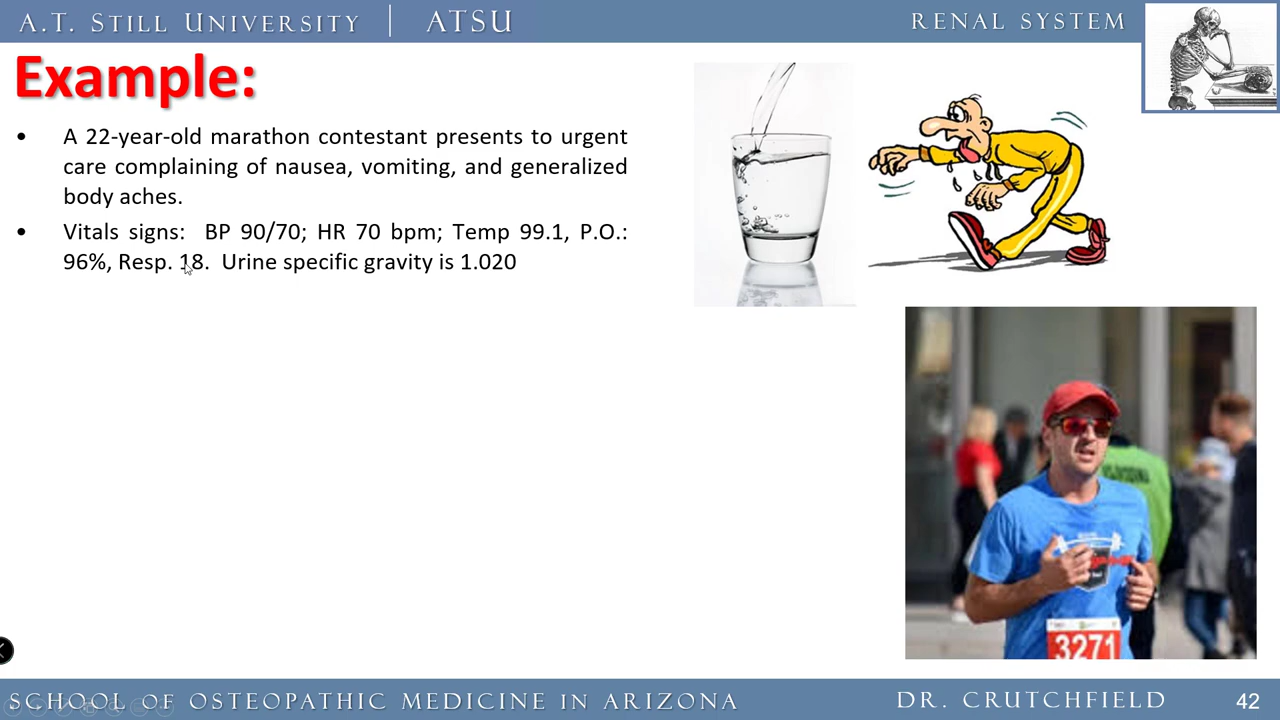 A.T. STILL UNIVERSITY | ATSU
RENAL SYSTEM
Example:
• A 22-year-old marathon contestant presents to urgent
care complaining of nausea, vomiting, and generalized
body aches.
• Vitals signs: BP 90/70; HR 70 bpm; Temp 99.1, P.O.:
96%, Resp. 18. Urine specific gravity is 1.020
3271
SCHOOL OF OSTEOPATHIC MEDICINE IN ARIZONA
DR. CRUTCHFIELD
42